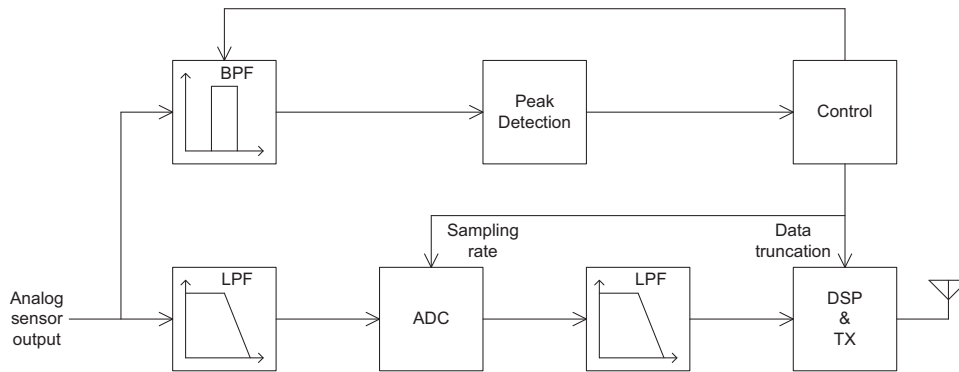 BPF
Peak
Detection
Control
Sampling
rate
Data
truncation
Analog
sensor
output
LPF
ADC
LPF
DSP
&
TX